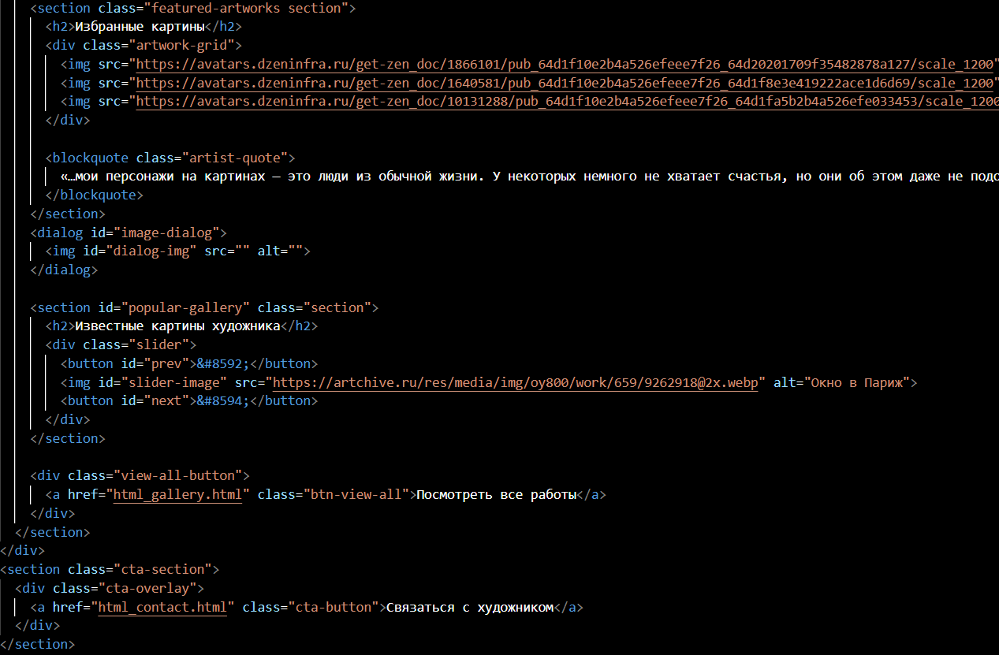 <section class="featured-artworks section">
<h2>Избранные картины</h2>
<div class="artwork-grid">
<img src="https://avatars.dzeninfra.ru/get-zen_doc/1866101/pub_64d1f10e2b4a526efeee7f26_64d20201709f35482878a127/scale_1200"
<img src="https://avatars.dzeninfra.ru/get-zen_doc/1640581/pub_64d1f10e2b4a526efeee7f26_64d1f8e3e419222ace1d6d69/scale_1200"
<img src="https://avatars.dzeninfra.ru/get-zen_doc/10131288/pub_64d1f10e2b4a526efeee7f26_64d1fa5b2b4a526efe033453/scale_1200
</div>
<blockquote class="artist-quote">
«…мои персонажи на картинах — это люди из обычной жизни. У некоторых немного не хватает счастья, но они об этом даже не подо
</blockquote>
</section>
<dialog id="image-dialog">
<img id="dialog-img" src="" alt="">
</dialog>
<section id="popular-gallery" class="section">
<h2>Известные картины художника</h2>
<div class="slider">
<button id="prev">&#8592;</button>
<img id="slider-image" src="https://artchive.ru/res/media/img/oy800/work/659/9262918@2x.webp" alt="Окно в Париж">
<button id="next">&#8594;</button>
</div>
</section>
<div class="view-all-button">
<a href="html_gallery.html" class="btn-view-all">Посмотреть все работы</a>
</div>
</section>
</div>
<section class="cta-section">
<div class="cta-overlay">
<a href="html_contact.html" class="cta-button">Связаться с художником</a>
</div>
</section>